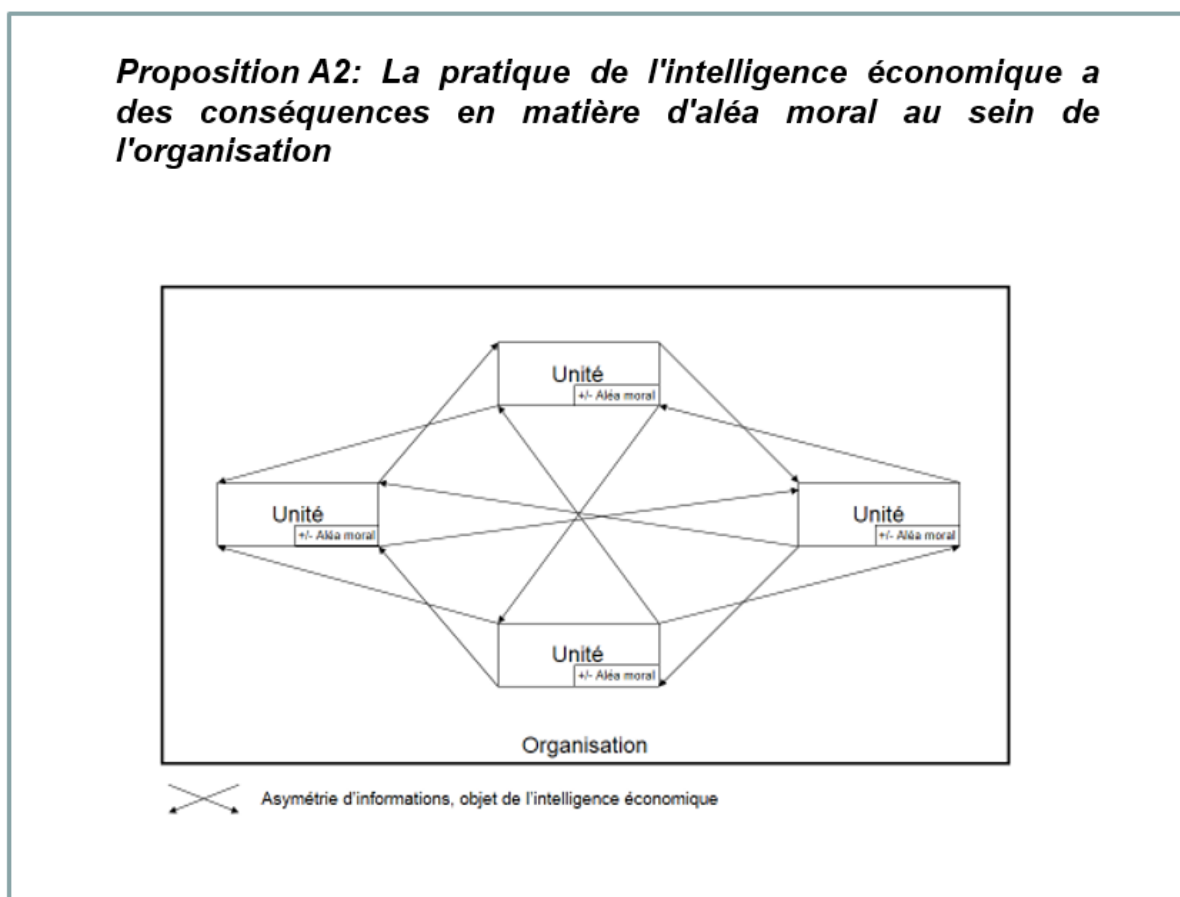 Proposition A2: La pratique de l'intelligence économique a
des conséquences en matière d'aléa moral au sein de
l'organisation
Unité
+/- Aléa moral
Unité
+/- Aléa moral
Unité
+/- Aléa moral
Unité
+/- Aléa moral
Organisation
Asymétrie d'informations, objet de l'intelligence économique